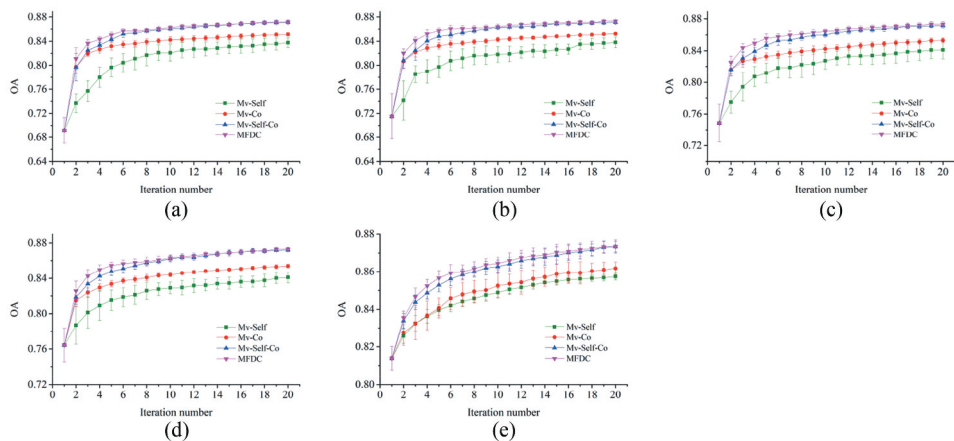 0.88
0.84
0.80
0.76
0.72
0.68
0.64
OA
Mv-Self
Mv-Co
Mv-Self-Co
MFDC
0 2 4 6 8 10 12 14 16 18 20
Iteration number
(a)
0.88
0.84
0.80
0.76
0.72
0.68
0.64
OA
Mv-Self
Mv-Co
Mv-Self-Co
MFDC
0 2 4 6 8 10 12 14 16 18 20
Iteration number
(b)
0.88
0.84
0.80
0.76
0.72
OA
Mv-Self
Mv-Co
Mv-Self-Co
MFDC
0 2 4 6 8 10 12 14 16 18 20
Iteration number
(c)
0.88
0.84
0.80
0.76
0.72
OA
Mv-Self
Mv-Co
Mv-Self-Co
MFDC
0 2 4 6 8 10 12 14 16 18 20
Iteration number
(d)
0.88
0.86
0.84
0.82
0.80
OA
Mv-Self
Mv-Co
Mv-Self-Co
MFDC
0 2 4 6 8 10 12 14 16 18 20
Iteration number
(e)